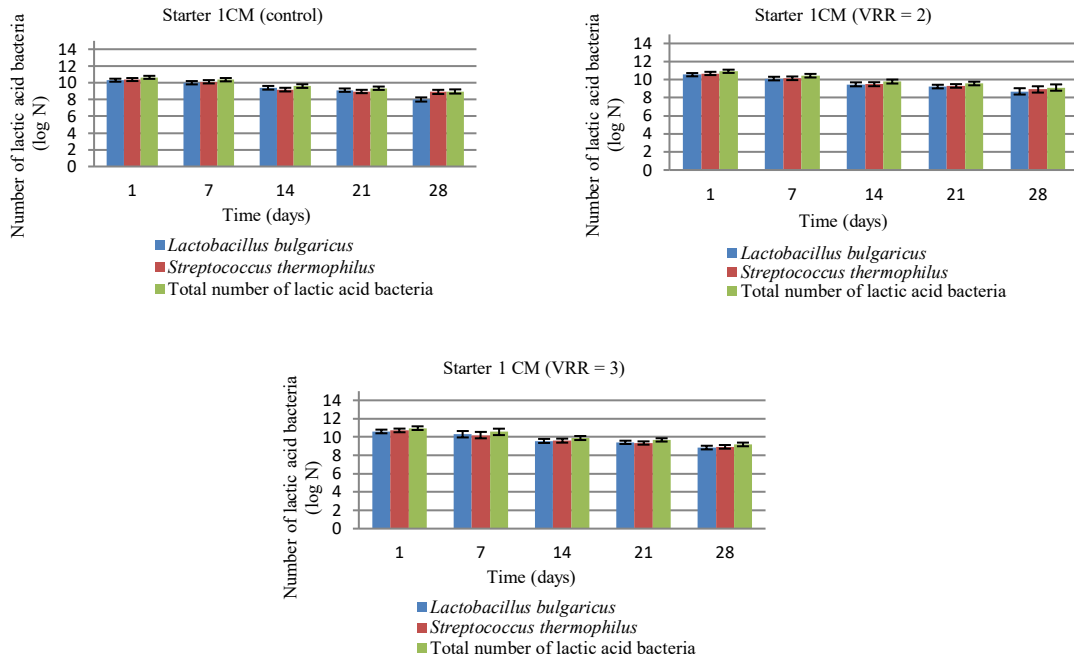 Starter 1CM (control)
Number of lactic acid bacteria
(log N)
14
12
10
8
6
4
2
0
1 7 14 21 28
Time (days)
Lactobacillus bulgaricus
Streptococcus thermophilus
Total number of lactic acid bacteria
Starter 1CM (VRR = 2)
Number of lactic acid bacteria
(log N)
14
12
10
8
6
4
2
0
1 7 14 21 28
Time (days)
Lactobacillus bulgaricus
Streptococcus thermophilus
Total number of lactic acid bacteria
Starter 1 CM (VRR = 3)
Number of lactic acid bacteria
(log N)
14
12
10
8
6
4
2
0
1 7 14 21 28
Time (days)
Lactobacillus bulgaricus
Streptococcus thermophilus
Total number of lactic acid bacteria